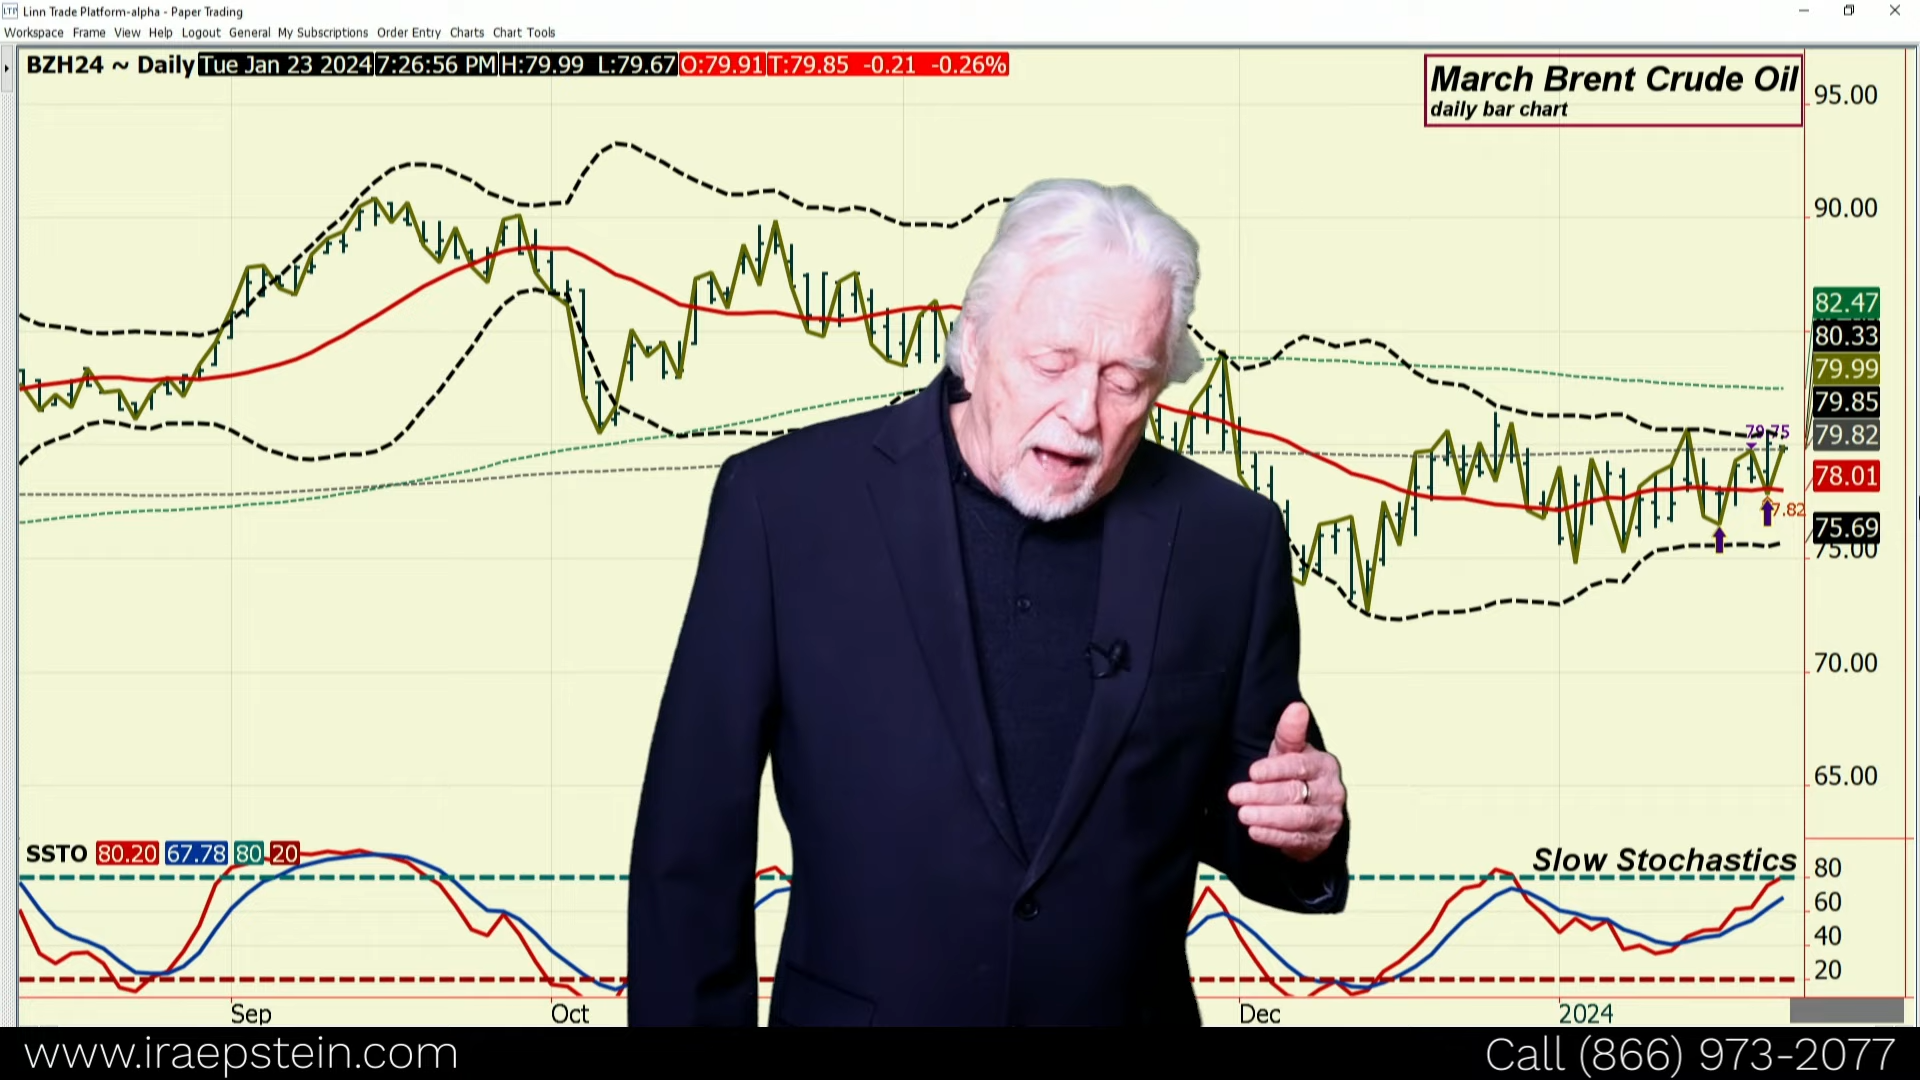 LTP Linn Trade Platform-alpha - Paper Trading
Workspace Frame View Help Logout General My Subscriptions Order Entry Charts Chart Tools
BZH24 ~ Daily Tue Jan 23 2024 7:26:56 PM H:79.99 L:79.67 O:79.91 T:79.85 -0.21 -0.26%
March Brent Crude Oil
daily bar chart
95.00
90.00
82.47
80.33
79.99
79.85
79.82
78.01
75.69
75.00
70.00
65.00
79.75
7.82
SSTO 80.20 67.78 80 20
Slow Stochastics
80
60
40
20
Sep Oct Dec 2024
www.iraepstein.com Call (866) 973-2077